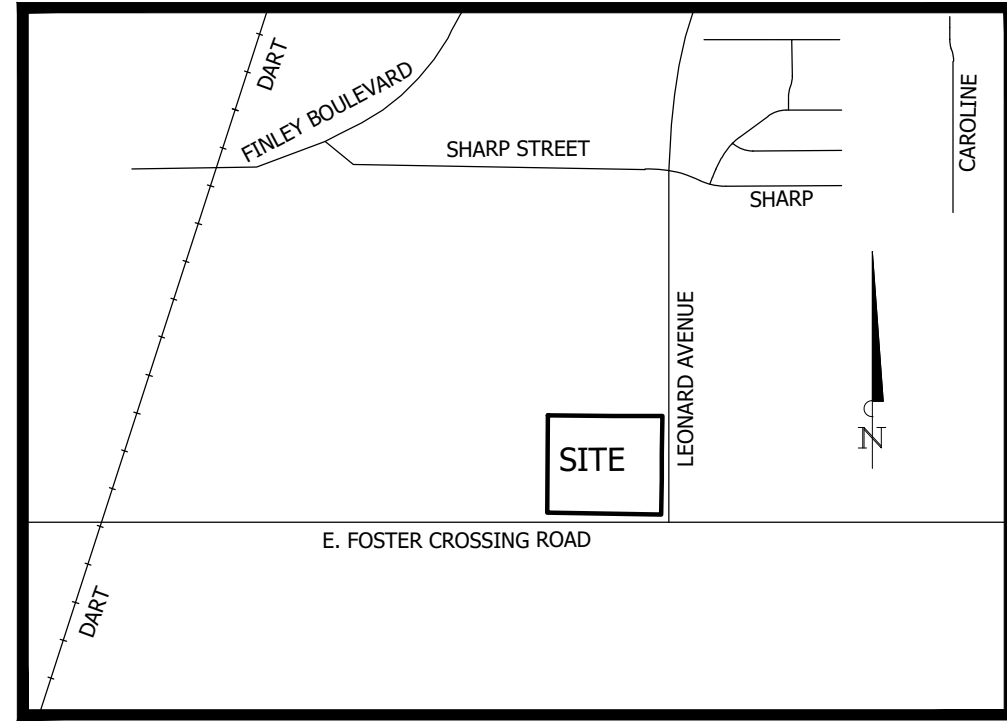 DART
FINLEY BOULEVARD
SHARP STREET
CAROLINE
SHARP
LEONARD AVENUE
N
SITE
E. FOSTER CROSSING ROAD
DART